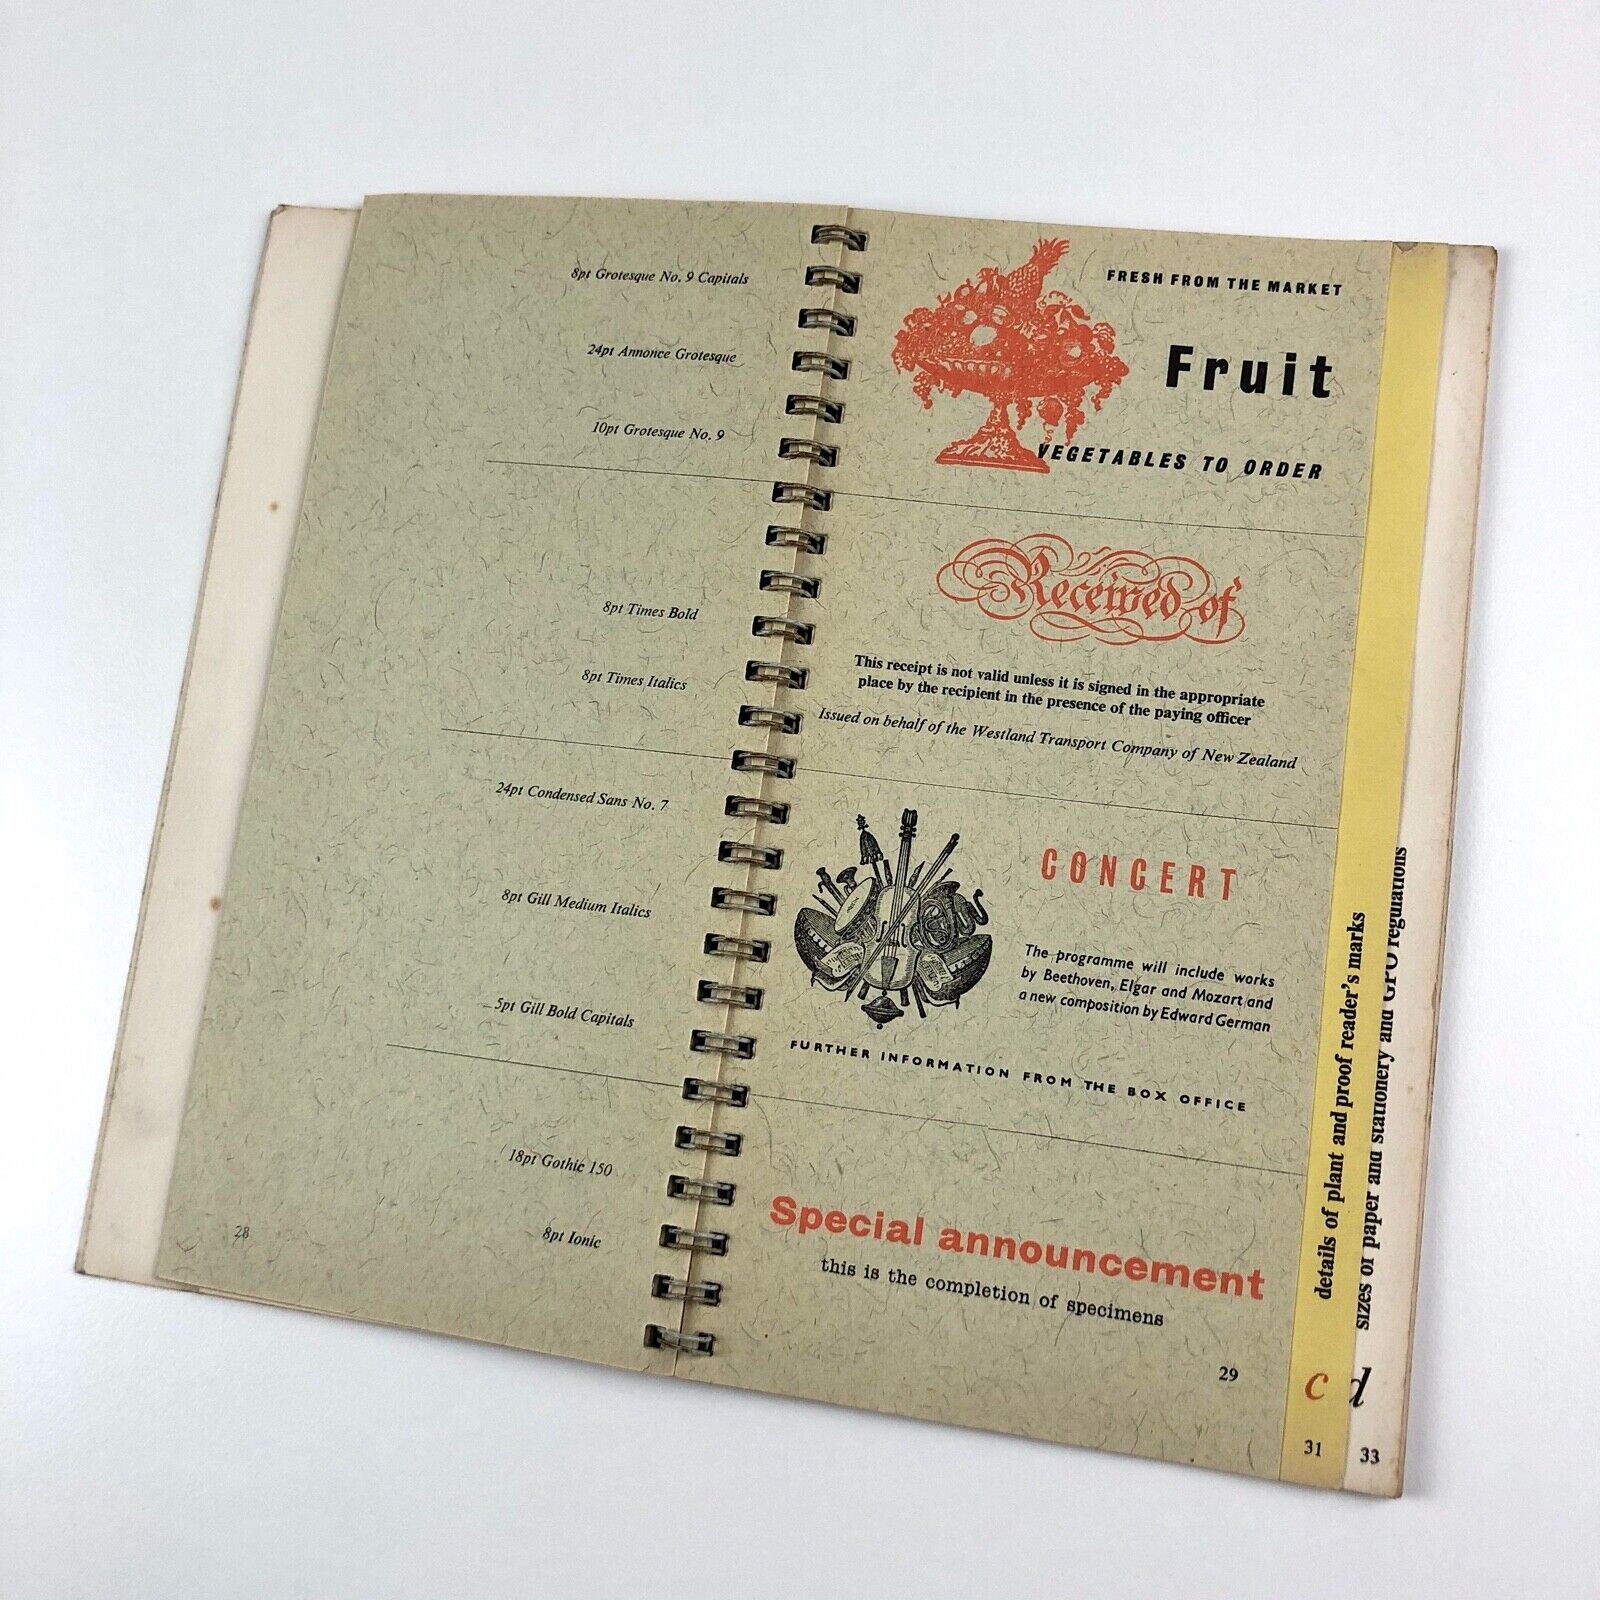 8pt Grotesque No. 9 Capitals
24pt Annonce Grotesque
10pt Grotesque No. 9
8pt Times Bold
8pt Times Italics
24pt Condensed Sans No. 7
8pt Gill Medium Italics
5pt Gill Bold Capitals
18pt Gothic 150
8pt Ionic
28
FRESH FROM THE MARKET
Fruit
VEGETABLES TO ORDER
Received of
This receipt is not valid unless it is signed in the appropriate
place by the recipient in the presence of the paying officer
Issued on behalf of the Westland Transport Company of New Zealand
CONCERT
The programme will include works
by Beethoven, Elgar and Mozart and
a new composition by Edward German
FURTHER INFORMATION FROM THE BOX OFFICE
Special announcement
this is the completion of specimens
29
details of plant and proof reader's marks
c
31
sizes of paper and stationery and GPO regulations
d
33